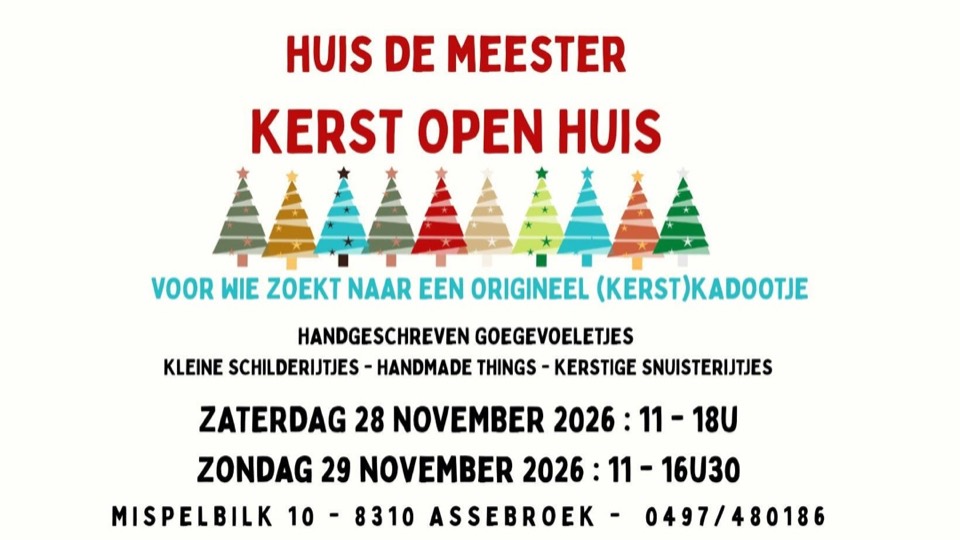 HUIS DE MEESTER
KERST OPEN HUIS
VOOR WIE ZOEKT NAAR EEN ORIGINEEL (KERST)KADOOTJE
HANDGESCHREVEN GOEGEVOELETJES
KLEINE SCHILDERIJTJES - HANDMADE THINGS - KERSTIGE SNUISTERIJTJES
ZATERDAG 28 NOVEMBER 2026 : 11 - 18U
ZONDAG 29 NOVEMBER 2026 : 11 - 16U30
MISPELBILK 10 - 8310 ASSEBROEK - 0497/480186